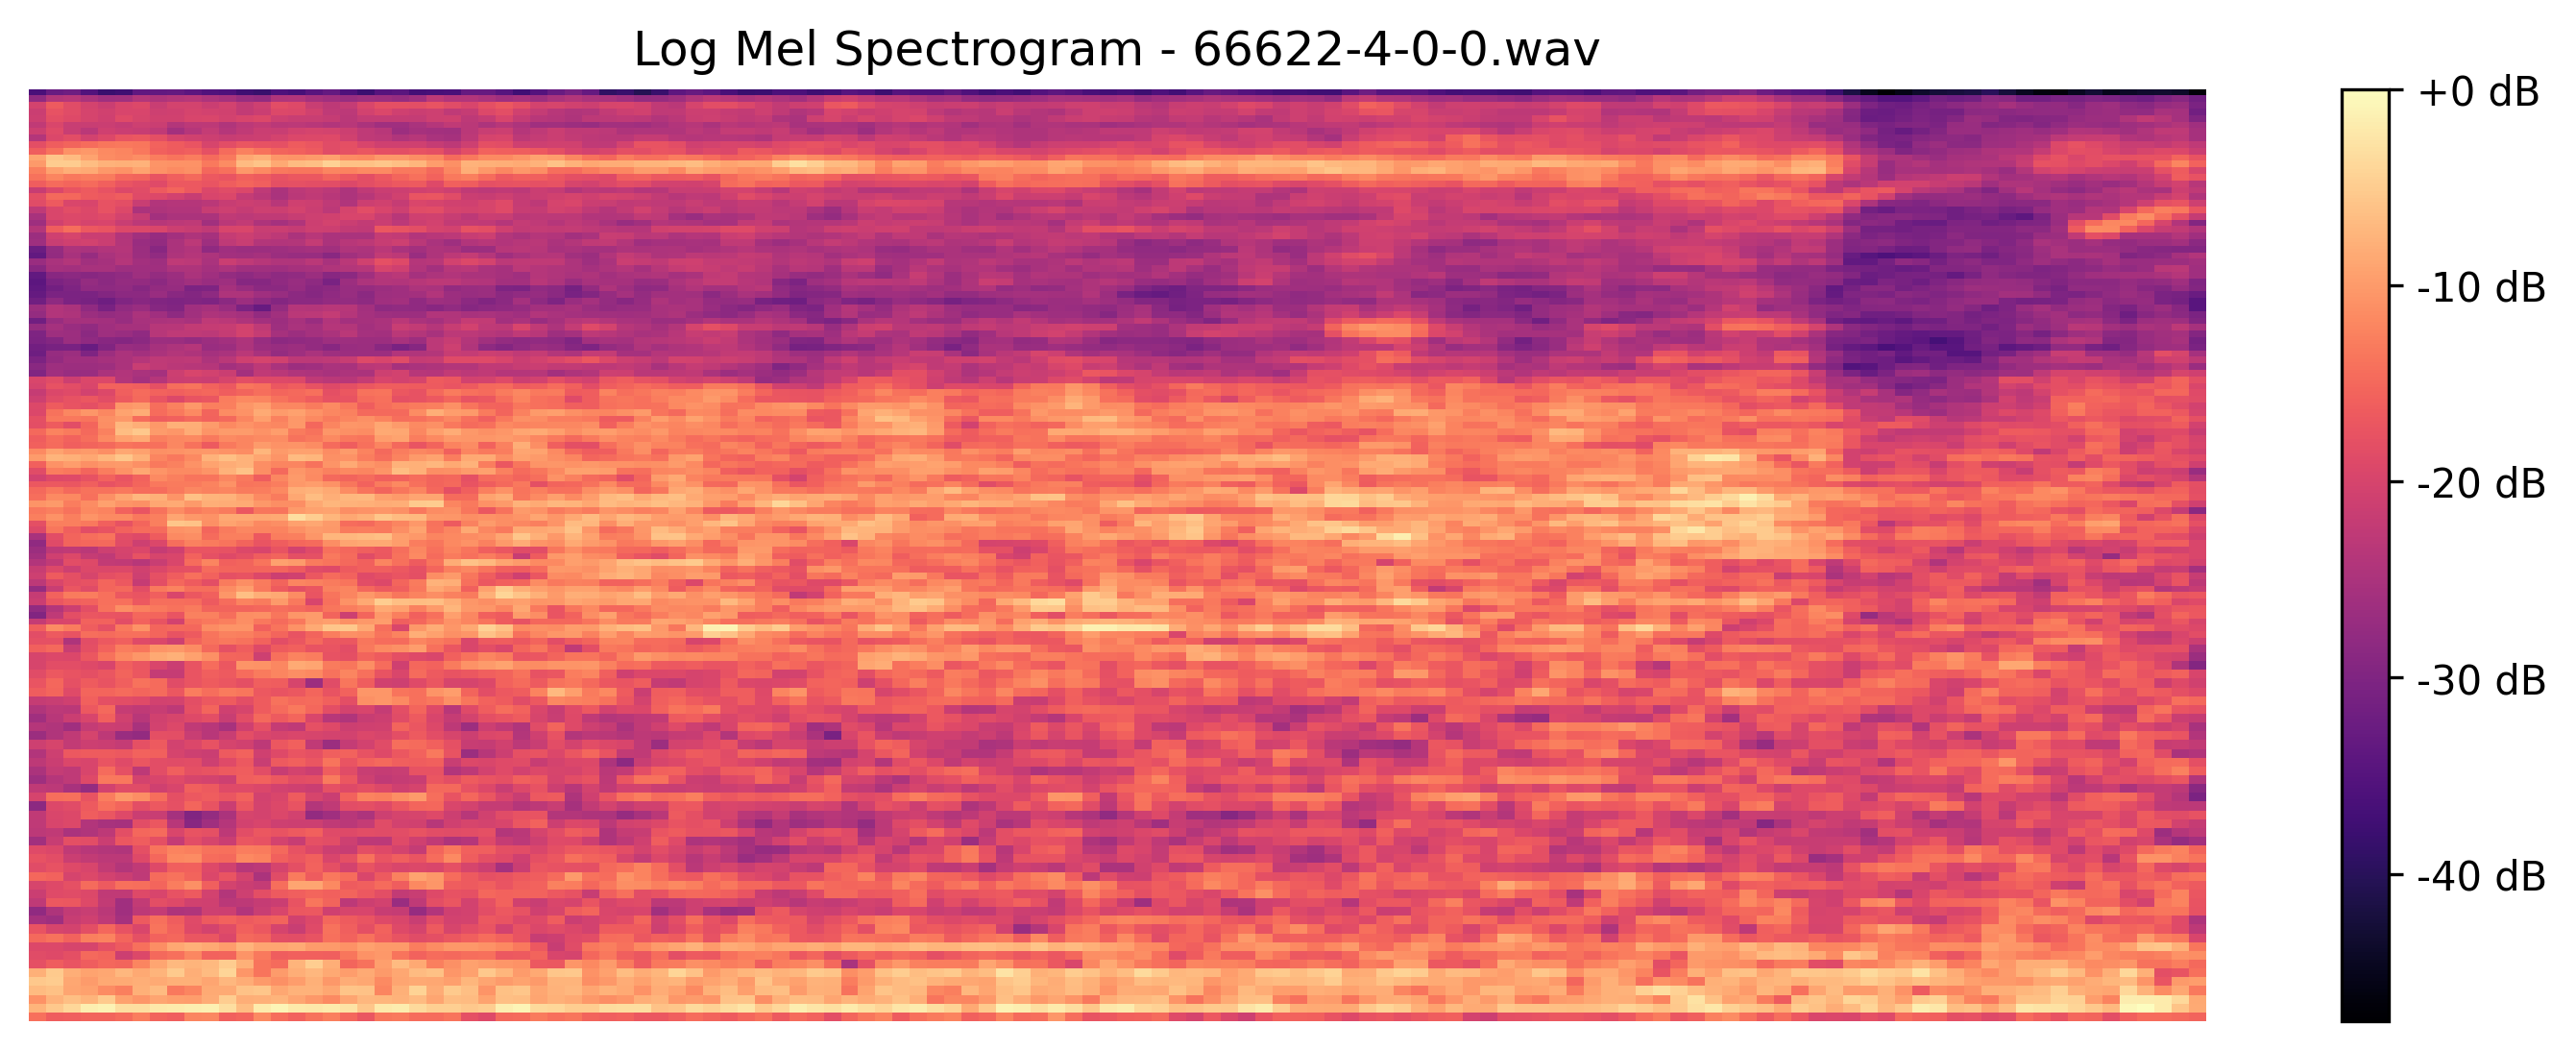 Log Mel Spectrogram - 66622-4-0-0.wav
+0 dB
-10 dB
-20 dB
-30 dB
-40 dB